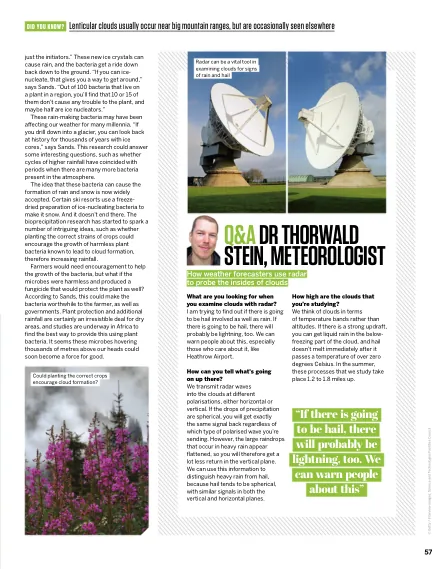 DID YOU KNOW? Lenticular clouds usually occur near big mountain ranges, but are occasionally seen elsewhere
just the initiators." These new ice crystals can
cause rain, and the bacteria get a ride down
back down to the ground. "If you can ice-
nucleate, that gives you a way to get around,"
says Sands. "Out of 100 bacteria that live on
a plant in a region, you'll find that 10 or 15 of
them don't cause any trouble to the plant, and
maybe half are ice nucleators."
These rain-making bacteria may have been
affecting our weather for many millennia. "If
you drill down into a glacier, you can look back
at history for thousands of years with ice
cores," says Sands. This research could answer
some interesting questions, such as whether
cycles of higher rainfall have coincided with
periods when there are many more bacteria
present in the atmosphere.
The idea that these bacteria can cause the
formation of rain and snow is now widely
accepted. Certain ski resorts use a freeze-
dried preparation of ice-nucleating bacteria to
make it snow. And it doesn't end there. The
bioprecipitation research has started to spark a
number of intriguing ideas, such as whether
planting the correct strains of crops could
encourage the growth of harmless plant
bacteria known to lead to cloud formation,
therefore increasing rainfall.
Farmers would need encouragement to help
the growth of the bacteria, but what if the
microbes were harmless and produced a
fungicide that would protect the plant as well?
According to Sands, this could make the
bacteria worthwhile to the farmer, as well as
governments. Plant protection and additional
rainfall are certainly an irresistible deal for dry
areas, and studies are underway in Africa to
find the best way to provide this using plant
bacteria. It seems these microbes hovering
thousands of metres above our heads could
soon become a force for good.
Could planting the correct crops
encourage cloud formation?
Radar can be a vital tool in
examining clouds for signs
of rain and hail
Q&A DR THORWALD
STEIN, METEOROLOGIST
How weather forecasters use radar
to probe the insides of clouds
What are you looking for when
you examine clouds with radar?
I am trying to find out if there is going
to be hail involved as well as rain. If
there is going to be hail, there will
probably be lightning, too. We can
warn people about this, especially
those who care about it, like
Heathrow Airport.
How can you tell what's going
on up there?
We transmit radar waves
into the clouds at different
polarisations, either horizontal or
vertical. If the drops of precipitation
are spherical, you will get exactly
the same signal back regardless of
which type of polarised wave you're
sending. However, the large raindrops
that occur in heavy rain appear
flattened, so you will therefore get a
lot less return in the vertical plane.
We can use this information to
distinguish heavy rain from hail,
because hail tends to be spherical,
with similar signals in both the
vertical and horizontal planes.
How high are the clouds that
you're studying?
We think of clouds in terms
of temperature bands rather than
altitudes. If there is a strong updraft,
you can get liquid rain in the below-
freezing part of the cloud, and hail
doesn't melt immediately after it
passes a temperature of over zero
degrees Celsius. In the summer,
these processes that we study take
place 1.2 to 1.8 miles up.
"If there is going
to be hail, there
will probably be
lightning, too. We
can warn people
about this"
57